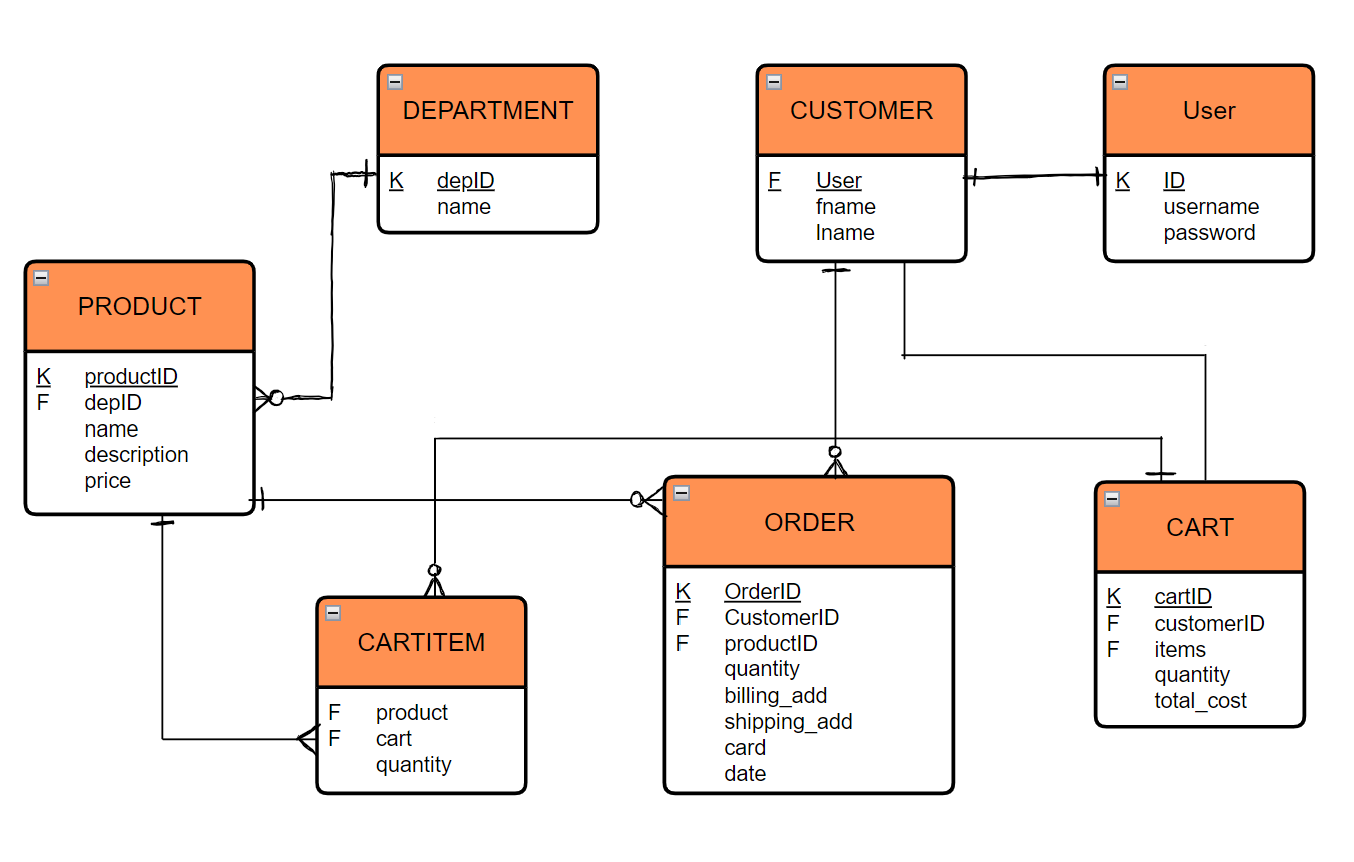 DEPARTMENT
K depID
name
CUSTOMER
F User
fname
lname
User
K ID
username
password
PRODUCT
K productID
F depID
name
description
price
ORDER
K OrderID
F CustomerID
F productID
quantity
billing_add
shipping_add
card
date
CART
K cartID
F customerID
F items
quantity
total_cost
CARTITEM
F product
F cart
quantity